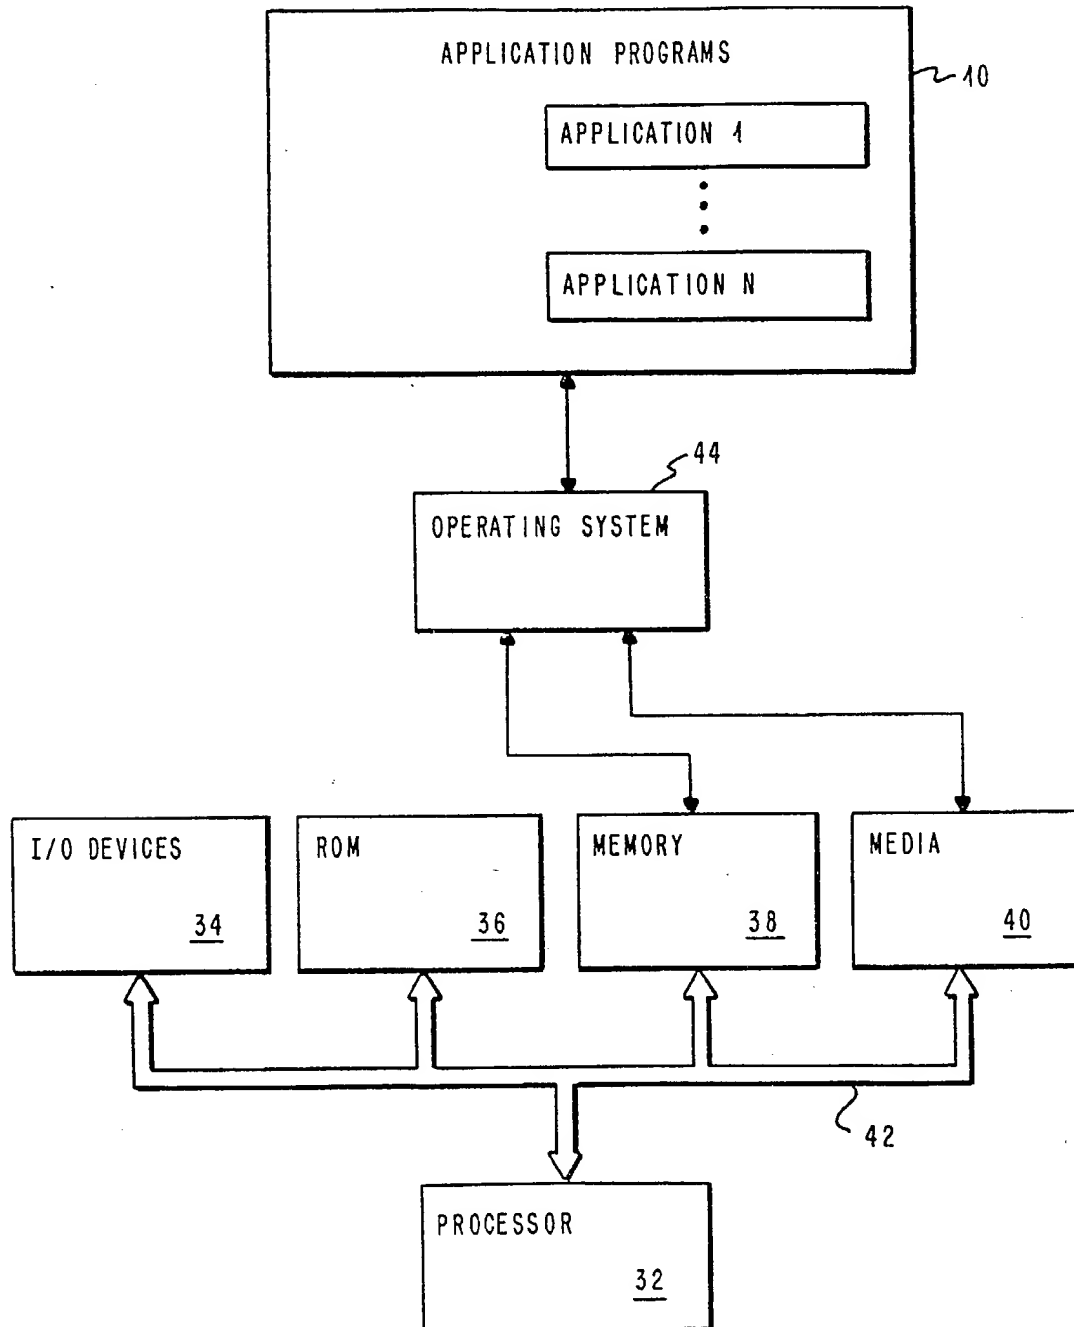 APPLICATION PROGRAMS
10
APPLICATION 1
APPLICATION N
44
OPERATING SYSTEM
I/O DEVICES
34
ROM
36
MEMORY
38
MEDIA
40
42
PROCESSOR
32